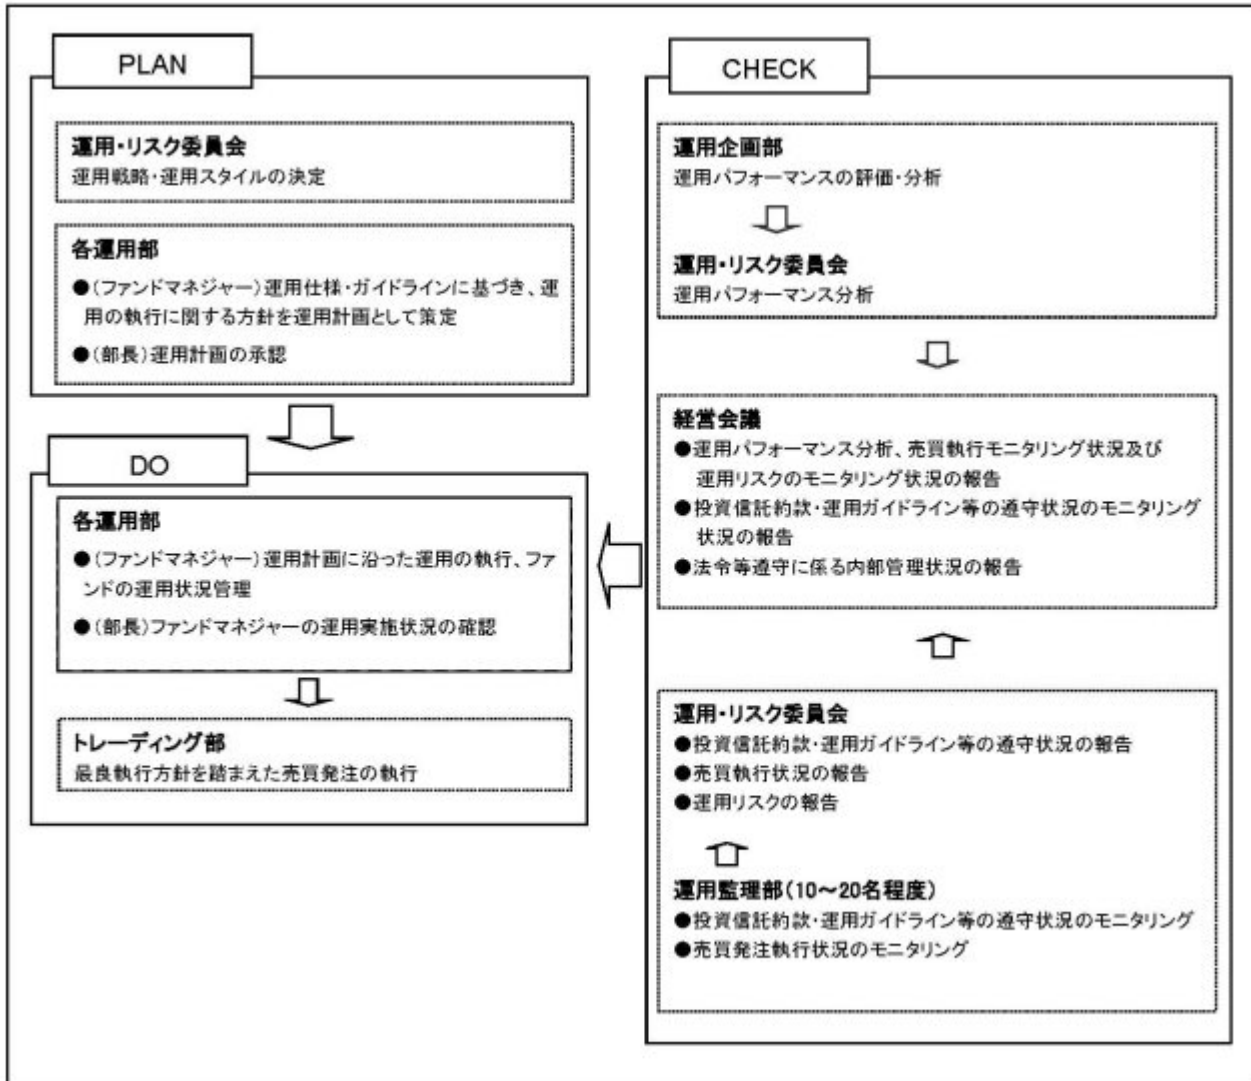 PLAN
運用・リスク委員会
運用戦略・運用スタイルの決定
各運用部
●(ファンドマネジャー)運用仕様・ガイドラインに基づき、運
用の執行に関する方針を運用計画として策定
●(部長)運用計画の承認
DO
各運用部
●(ファンドマネジャー)運用計画に沿った運用の執行、ファ
ンドの運用状況管理
●(部長)ファンドマネジャーの運用実施状況の確認
トレーディング部
最良執行方針を踏まえた売買発注の執行
CHECK
運用企画部
運用パフォーマンスの評価・分析
運用・リスク委員会
運用パフォーマンス分析
経営会議
●運用パフォーマンス分析、売買執行モニタリング状況及び
運用リスクのモニタリング状況の報告
●投資信託約款・運用ガイドライン等の遵守状況のモニタリング
状況の報告
●法令等遵守に係る内部管理状況の報告
運用・リスク委員会
●投資信託約款・運用ガイドライン等の遵守状況の報告
●売買執行状況の報告
●運用リスクの報告
運用監理部(10～20名程度)
●投資信託約款・運用ガイドライン等の遵守状況のモニタリング
●売買発注執行状況のモニタリング